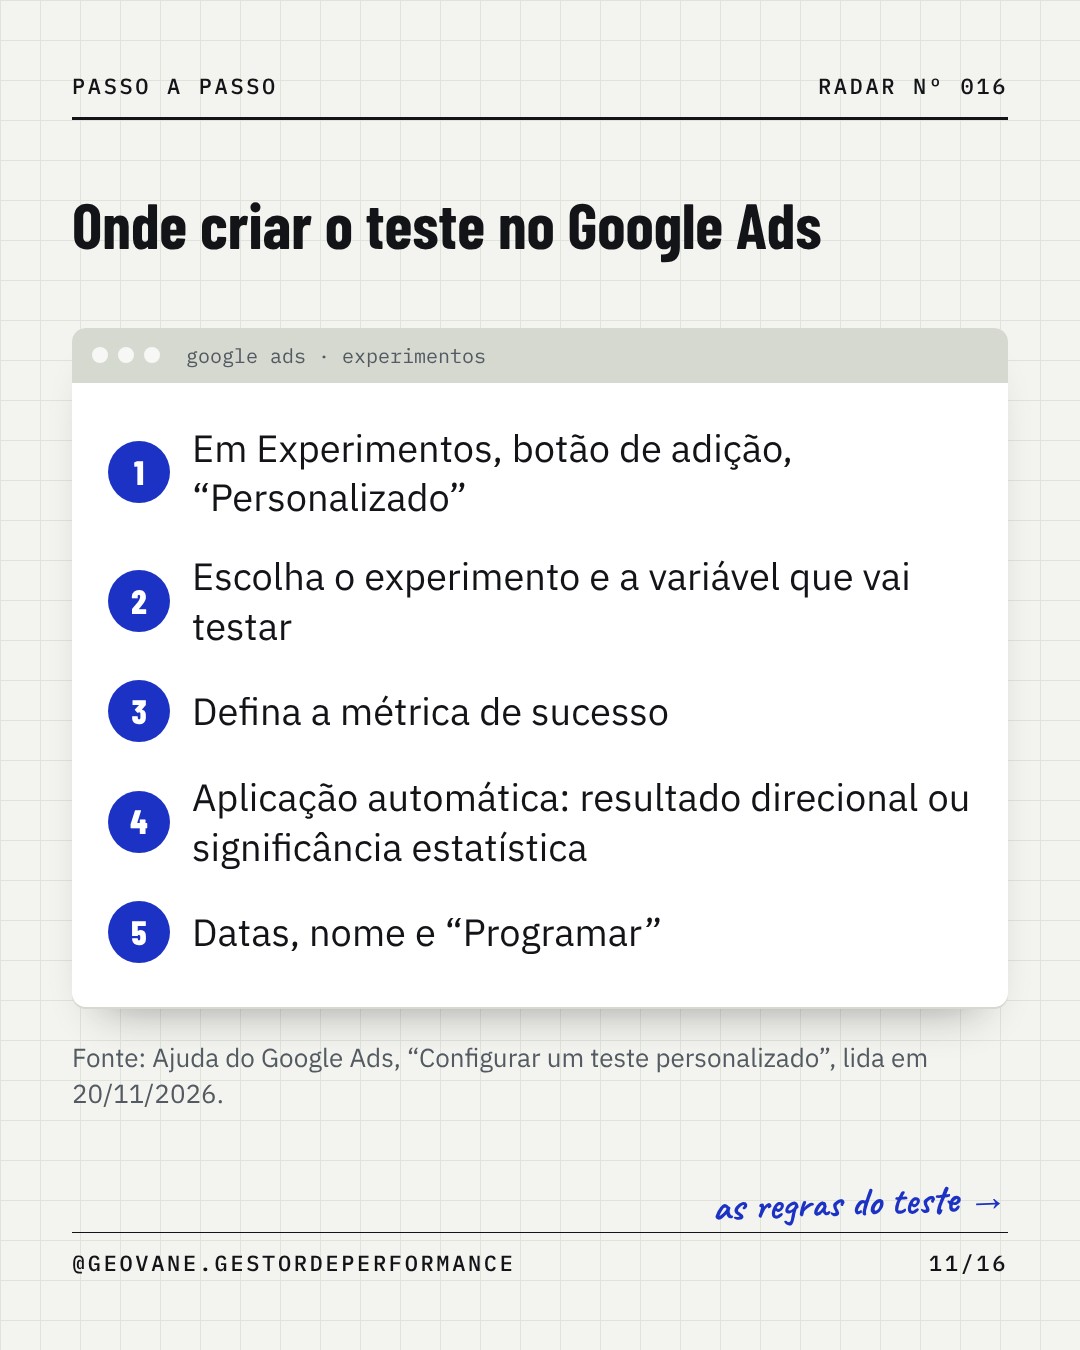 PASSO A PASSO
RADAR Nº 016
Onde criar o teste no Google Ads
google ads · experimentos
1
Em Experimentos, botão de adição,
“Personalizado”
2
Escolha o experimento e a variável que vai
testar
3
Defina a métrica de sucesso
4
Aplicação automática: resultado direcional ou
significância estatística
5
Datas, nome e “Programar”
Fonte: Ajuda do Google Ads, “Configurar um teste personalizado”, lida em
20/11/2026.
as regras do teste →
@GEOVANE.GESTORDEPERFORMANCE
11/16